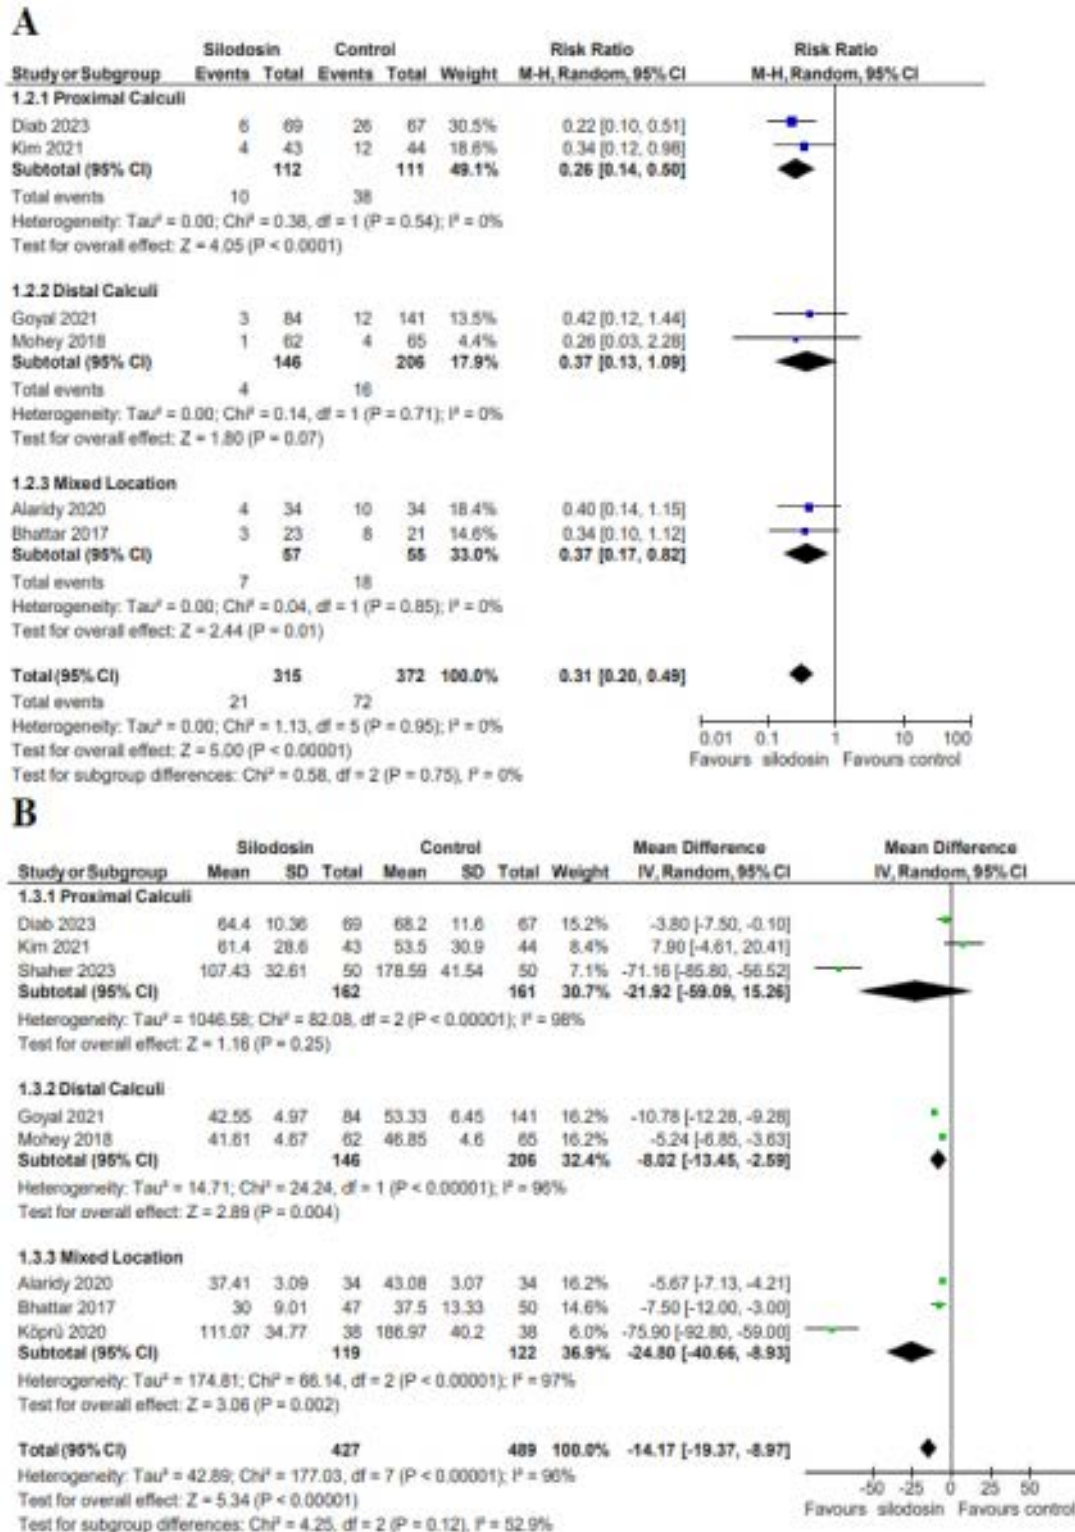 A
Silodosin Control Risk Ratio Risk Ratio
Study or Subgroup Events Total Events Total Weight M-H, Random, 95% CI M-H, Random, 95% CI
1.2.1 Proximal Calculi
Diab 2023 6 69 26 67 30.5% 0.22 [0.10, 0.51]
Kim 2021 4 43 12 44 18.6% 0.34 [0.12, 0.98]
Subtotal (95% CI) 112 111 49.1% 0.26 [0.14, 0.50]
Total events 10 38
Heterogeneity: Tau² = 0.00; Chi² = 0.38, df = 1 (P = 0.54); I² = 0%
Test for overall effect: Z = 4.05 (P < 0.0001)
1.2.2 Distal Calculi
Goyal 2021 3 84 12 141 13.5% 0.42 [0.12, 1.44]
Mohey 2018 1 62 4 65 4.4% 0.26 [0.03, 2.28]
Subtotal (95% CI) 146 206 17.9% 0.37 [0.13, 1.09]
Total events 4 16
Heterogeneity: Tau² = 0.00; Chi² = 0.14, df = 1 (P = 0.71); I² = 0%
Test for overall effect: Z = 1.80 (P = 0.07)
1.2.3 Mixed Location
Alaridy 2020 4 34 10 34 18.4% 0.40 [0.14, 1.15]
Bhattar 2017 3 23 8 21 14.6% 0.34 [0.10, 1.12]
Subtotal (95% CI) 57 55 33.0% 0.37 [0.17, 0.82]
Total events 7 18
Heterogeneity: Tau² = 0.00; Chi² = 0.04, df = 1 (P = 0.85); I² = 0%
Test for overall effect: Z = 2.44 (P = 0.01)
Total (95% CI) 315 372 100.0% 0.31 [0.20, 0.49]
Total events 21 72
Heterogeneity: Tau² = 0.00; Chi² = 1.13, df = 5 (P = 0.95); I² = 0%
Test for overall effect: Z = 5.00 (P < 0.00001)
Test for subgroup differences: Chi² = 0.58, df = 2 (P = 0.75), I² = 0%
0.01 0.1 1 10 100
Favours silodosin Favours control
B
Silodosin Control Mean Difference Mean Difference
Study or Subgroup Mean SD Total Mean SD Total Weight IV, Random, 95% CI IV, Random, 95% CI
1.3.1 Proximal Calculi
Diab 2023 64.4 10.36 69 68.2 11.6 67 15.2% -3.80 [-7.50, -0.10]
Kim 2021 61.4 28.6 43 53.5 30.9 44 8.4% 7.90 [-4.61, 20.41]
Shaher 2023 107.43 32.61 50 178.59 41.54 50 7.1% -71.16 [-85.80, -56.52]
Subtotal (95% CI) 162 161 30.7% -21.92 [-59.09, 15.26]
Heterogeneity: Tau² = 1046.58; Chi² = 82.08, df = 2 (P < 0.00001); I² = 98%
Test for overall effect: Z = 1.16 (P = 0.25)
1.3.2 Distal Calculi
Goyal 2021 42.55 4.97 84 53.33 6.45 141 16.2% -10.78 [-12.28, -9.28]
Mohey 2018 41.61 4.67 62 46.85 4.6 65 16.2% -5.24 [-6.85, -3.63]
Subtotal (95% CI) 146 206 32.4% -8.02 [-13.45, -2.59]
Heterogeneity: Tau² = 14.71; Chi² = 24.24, df = 1 (P < 0.00001); I² = 96%
Test for overall effect: Z = 2.89 (P = 0.004)
1.3.3 Mixed Location
Alaridy 2020 37.41 3.09 34 43.08 3.07 34 16.2% -5.67 [-7.13, -4.21]
Bhattar 2017 30 9.01 47 37.5 13.33 50 14.6% -7.50 [-12.00, -3.00]
Köprü 2020 111.07 34.77 38 186.97 40.2 38 6.0% -75.90 [-92.80, -59.00]
Subtotal (95% CI) 119 122 36.9% -24.80 [-40.66, -8.93]
Heterogeneity: Tau² = 174.81; Chi² = 66.14, df = 2 (P < 0.00001); I² = 97%
Test for overall effect: Z = 3.06 (P = 0.002)
Total (95% CI) 427 489 100.0% -14.17 [-19.37, -8.97]
Heterogeneity: Tau² = 42.89; Chi² = 177.03, df = 7 (P < 0.00001); I² = 96%
Test for overall effect: Z = 5.34 (P < 0.00001)
Test for subgroup differences: Chi² = 4.25, df = 2 (P = 0.12), I² = 52.9%
-50 -25 0 25 50
Favours silodosin Favours control